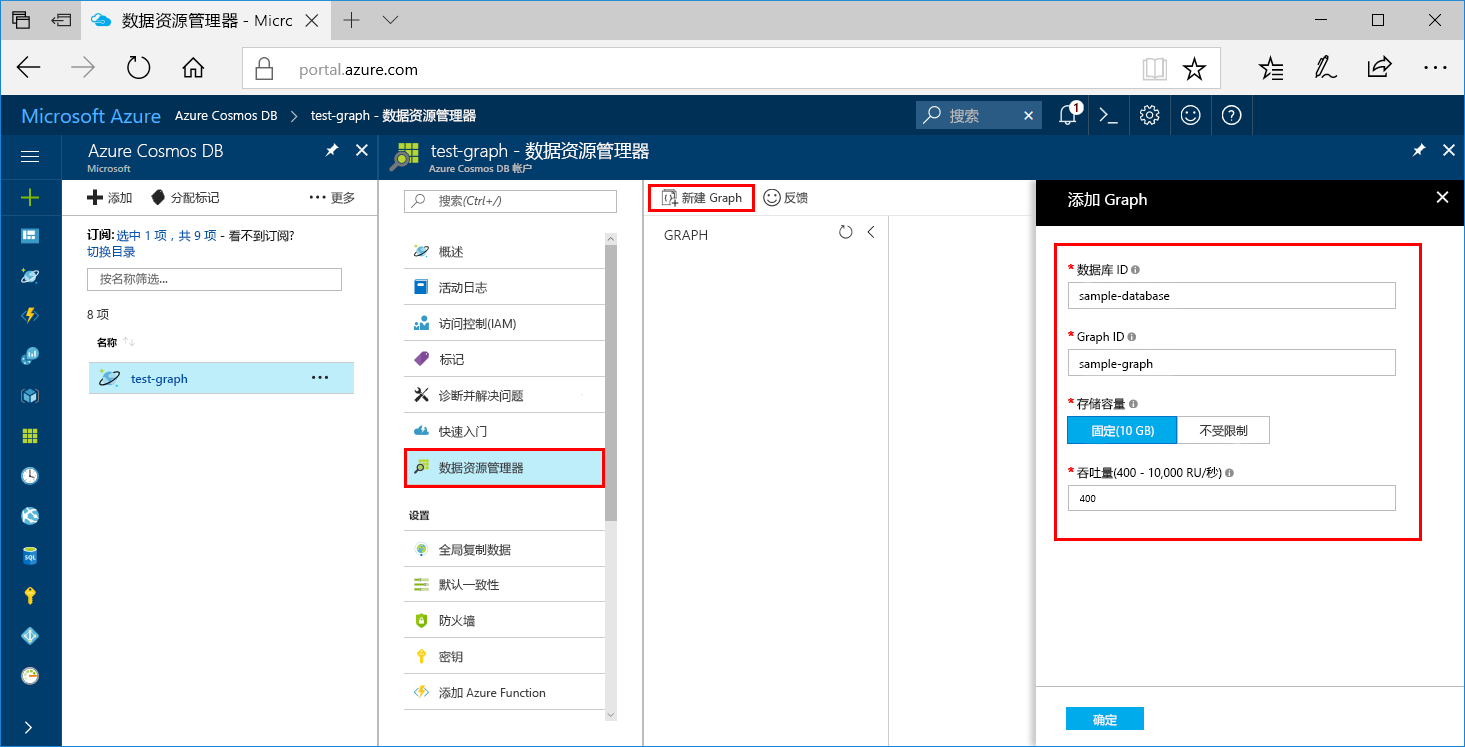 数据资源管理器 - Micrc
portal.azure.com
Microsoft Azure Azure Cosmos DB > test-graph - 数据资源管理器
搜索
1
Azure Cosmos DB
Microsoft
添加
分配标记
更多
订阅: 选中 1 项，共 9 项 - 看不到订阅?
切换目录
按名称筛选...
8 项
名称
test-graph
test-graph - 数据资源管理器
Azure Cosmos DB 帐户
搜索(Ctrl+/)
概述
活动日志
访问控制(IAM)
标记
诊断并解决问题
快速入门
数据资源管理器
设置
全局复制数据
默认一致性
防火墙
密钥
添加 Azure Function
SQL
新建 Graph
反馈
GRAPH
添加 Graph
* 数据库 ID
sample-database
* Graph ID
sample-graph
* 存储容量
固定(10 GB)
不受限制
* 吞吐量(400 - 10,000 RU/秒)
400
确定